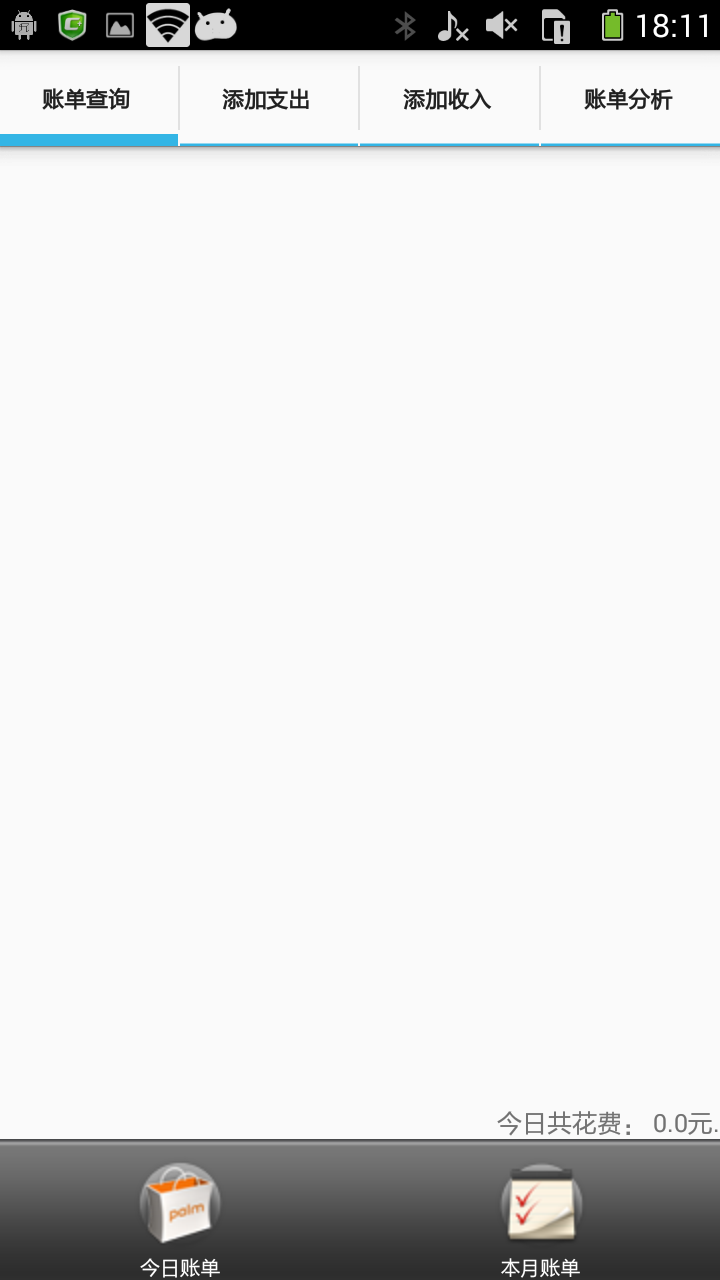 18:11
账单查询
添加支出
添加收入
账单分析
今日共花费： 0.0元.
palm
今日账单
本月账单